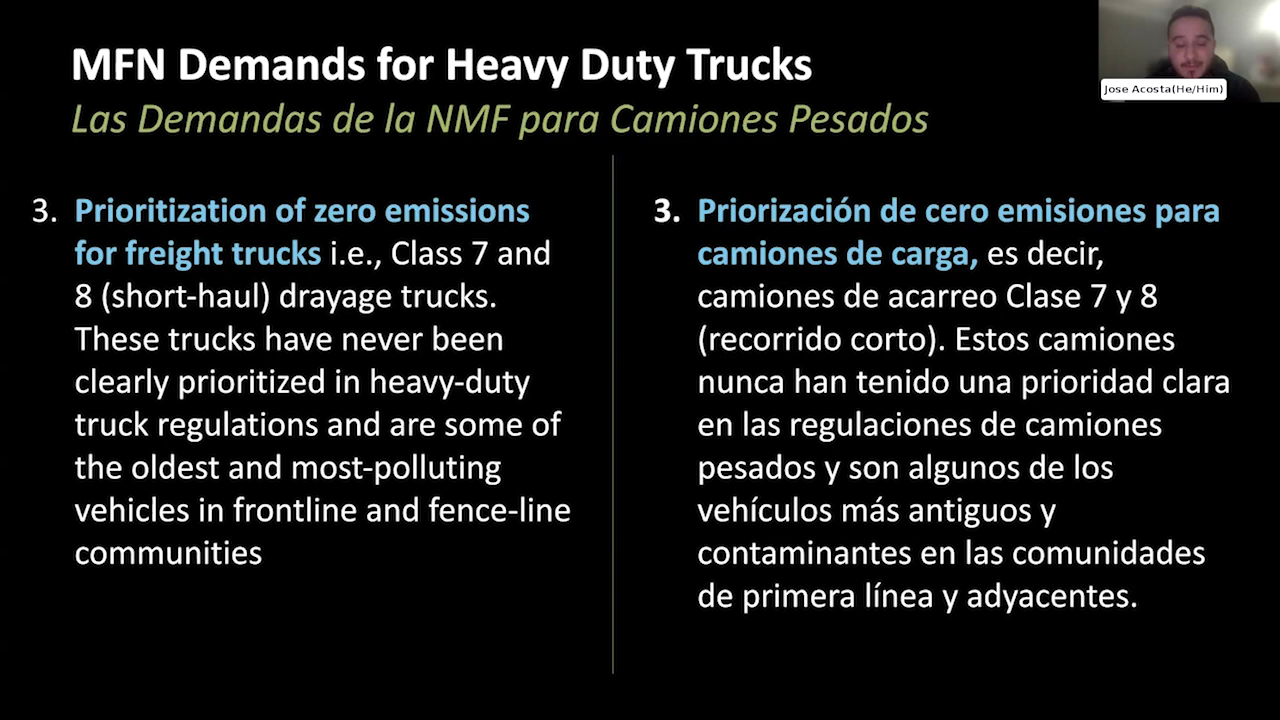 MFN Demands for Heavy Duty Trucks
Las Demandas de la NMF para Camiones Pesados
Jose Acosta(He/Him)
3. Prioritization of zero emissions
for freight trucks i.e., Class 7 and
8 (short-haul) drayage trucks.
These trucks have never been
clearly prioritized in heavy-duty
truck regulations and are some of
the oldest and most-polluting
vehicles in frontline and fence-line
communities
3. Priorización de cero emisiones para
camiones de carga, es decir,
camiones de acarreo Clase 7 y 8
(recorrido corto). Estos camiones
nunca han tenido una prioridad clara
en las regulaciones de camiones
pesados y son algunos de los
vehículos más antiguos y
contaminantes en las comunidades
de primera línea y adyacentes.